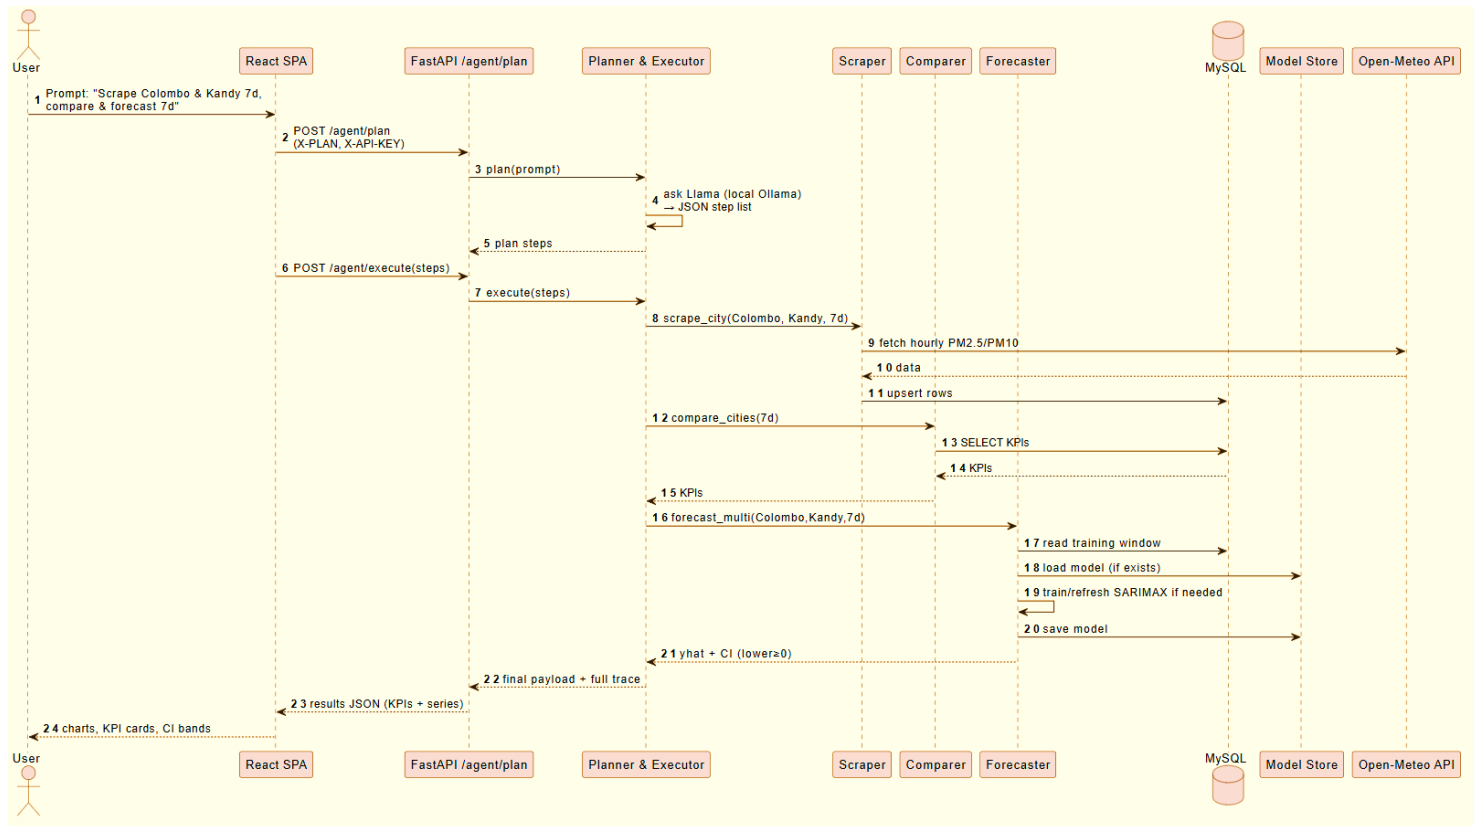 User
React SPA
FastAPI /agent/plan
Planner & Executor
Scraper
Comparer
Forecaster
MySQL
Model Store
Open-Meteo API
1 Prompt: "Scrape Colombo & Kandy 7d,
compare & forecast 7d"
2 POST /agent/plan
(X-PLAN, X-API-KEY)
3 plan(prompt)
4 ask Llama (local Ollama)
→ JSON step list
5 plan steps
6 POST /agent/execute(steps)
7 execute(steps)
8 scrape_city(Colombo, Kandy, 7d)
9 fetch hourly PM2.5/PM10
10 data
11 upsert rows
12 compare_cities(7d)
13 SELECT KPIs
14 KPIs
15 KPIs
16 forecast_multi(Colombo,Kandy,7d)
17 read training window
18 load model (if exists)
19 train/refresh SARIMAX if needed
20 save model
21 yhat + CI (lower≥0)
22 final payload + full trace
23 results JSON (KPIs + series)
24 charts, KPI cards, CI bands
User
React SPA
FastAPI /agent/plan
Planner & Executor
Scraper
Comparer
Forecaster
MySQL
Model Store
Open-Meteo API